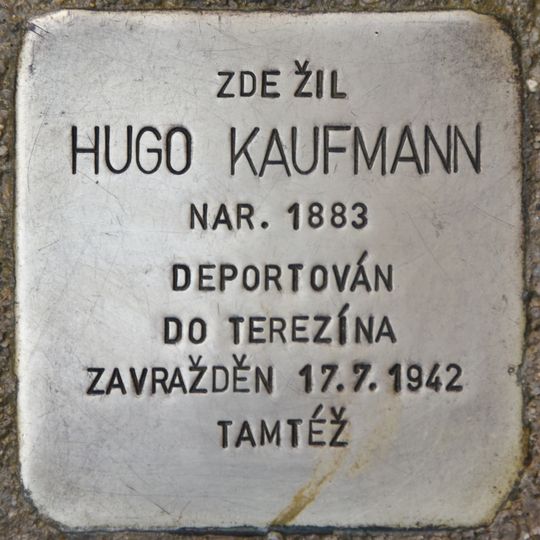 ZDE ŽIL
HUGO KAUFMANN
NAR. 1883
DEPORTOVÁN
DO TEREZÍNA
ZAVRAŽDĚN 17.7.1942
TAMTÉŽ